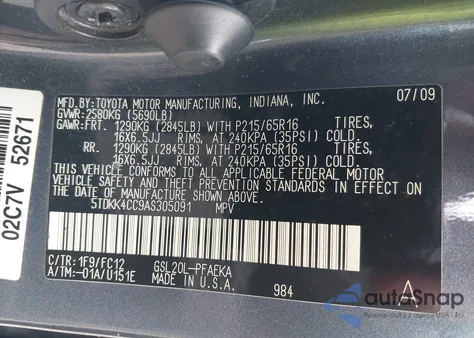 MFD. BY: TOYOTA MOTOR MANUFACTURING, INDIANA, INC.
GVWR: 2580KG (5690LB) 07/09
GAWR: FRT. 1290KG (2845LB) WITH P215/65R16 TIRES,
16X6.5JJ RIMS, AT 240KPA (35PSI) COLD.
RR. 1290KG (2845LB) WITH P215/65R16 TIRES,
16X6.5JJ RIMS, AT 240KPA (35PSI) COLD.
THIS VEHICLE CONFORMS TO ALL APPLICABLE FEDERAL MOTOR
VEHICLE SAFETY AND BUMPER STANDARDS IN EFFECT ON THE
DATE OF MANUFACTURE SHOWN ABOVE.
5TDKK4CC9AS305091 MPV
C/TR: 1F9/FC12 GSL20L-PFAEKA
A/TM: -01A/U151E MADE IN U.S.A. 984
A
02C7V 52671
autoSnap